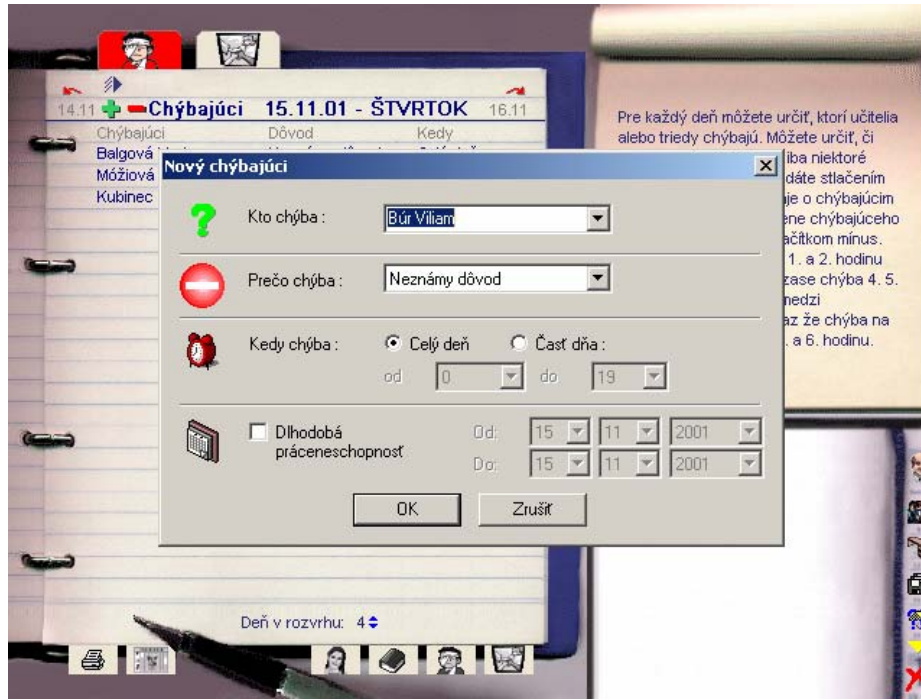 14.11 Chýbajúci 15.11.01 - ŠTVRTOK 16.11
Chýbajúci Dôvod Kedy
Balgová
Móžiová
Kubinec
Pre každý deň môžete určiť, ktorí učitelia
alebo triedy chýbajú. Môžete určiť, či
iba niektoré
dáte stlačením
je o chýbajúcim
ene chýbajúceho
ačítkom mínus.
1. a 2. hodinu
zase chýba 4. 5.
medzi
az že chýba na
. a 6. hodinu.
Nový chýbajúci
Kto chýba : Búr Viliam
Prečo chýba : Neznámy dôvod
Kedy chýba : Celý deň Časť dňa :
od 0 do 19
Dlhodobá
práceneschopnosť
Od: 15 11 2001
Do: 15 11 2001
OK Zrušiť
Deň v rozvrhu: 4